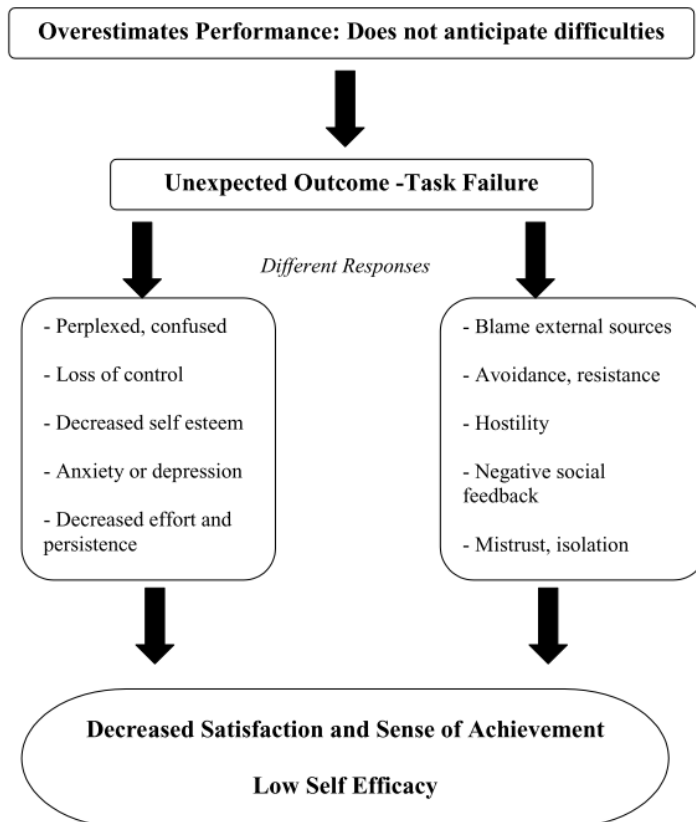 Overestimates Performance: Does not anticipate difficulties
Unexpected Outcome -Task Failure
Different Responses
- Perplexed, confused
- Loss of control
- Decreased self esteem
- Anxiety or depression
- Decreased effort and
persistence
- Blame external sources
- Avoidance, resistance
- Hostility
- Negative social
feedback
- Mistrust, isolation
Decreased Satisfaction and Sense of Achievement
Low Self Efficacy